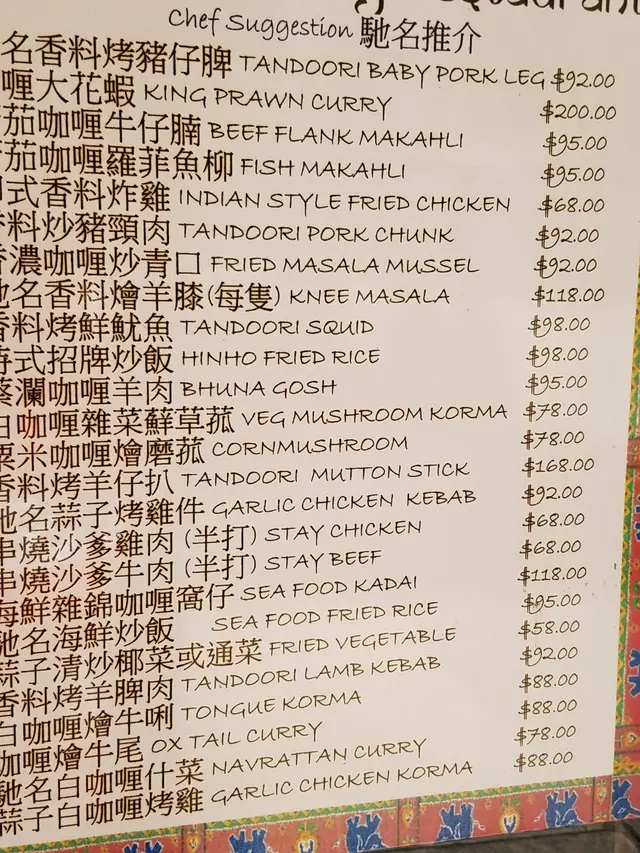 Chef Suggestion 馳名推介
名香料烤豬仔脾 TANDOORI BABY PORK LEG $92.00
喱大花蝦 KING PRAWN CURRY $200.00
茄咖喱牛仔腩 BEEF FLANK MAKAHLI $95.00
茄咖喱羅菲魚柳 FISH MAKAHLI $95.00
式香料炸雞 INDIAN STYLE FRIED CHICKEN $68.00
料炒豬頸肉 TANDOORI PORK CHUNK $92.00
濃咖喱炒青口 FRIED MASALA MUSSEL $92.00
名香料燴羊膝(每隻) KNEE MASALA $118.00
香料烤鮮魷魚 TANDOORI SQUID $98.00
式招牌炒飯 HINHO FRIED RICE $98.00
瀾咖喱羊肉 BHUNA GOSH $95.00
白咖喱雜菜蘚草菰 VEG MUSHROOM KORMA $78.00
粟米咖喱燴磨菰 CORNMUSHROOM $78.00
香料烤羊仔扒 TANDOORI MUTTON STICK $168.00
馳名蒜子烤雞件 GARLIC CHICKEN KEBAB $92.00
串燒沙爹雞肉 (半打) STAY CHICKEN $68.00
串燒沙爹牛肉 (半打) STAY BEEF $68.00
海鮮雜錦咖喱窩仔 SEA FOOD KADAI $118.00
馳名海鮮炒飯 SEA FOOD FRIED RICE $95.00
蒜子清炒椰菜或通菜 FRIED VEGETABLE $58.00
香料烤羊脾肉 TANDOORI LAMB KEBAB $92.00
白咖喱燴牛脷 TONGUE KORMA $88.00
咖喱燴牛尾 OX TAIL CURRY $88.00
馳名白咖喱什菜 NAVRATTAN CURRY $78.00
蒜子白咖喱烤雞 GARLIC CHICKEN KORMA $88.00